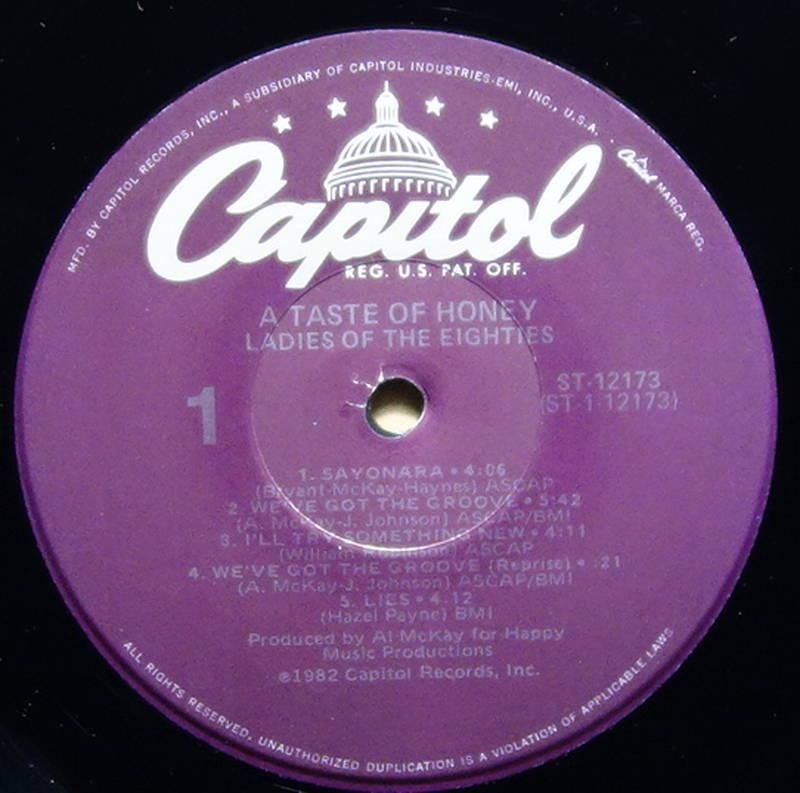 MFD. BY CAPITOL RECORDS, INC., A SUBSIDIARY OF CAPITOL INDUSTRIES-EMI, INC., U.S.A. · Capitol MARCA REG.
Capitol
REG. U.S. PAT. OFF.
A TASTE OF HONEY
LADIES OF THE EIGHTIES
1
ST-12173
(ST-1-12173)
1. SAYONARA • 4:06
(Bryant-McKay-Haynes) ASCAP
2. WE'VE GOT THE GROOVE • 5:42
(A. McKay-J. Johnson) ASCAP/BMI
3. I'LL TRY SOMETHING NEW • 4:11
(William Robinson) ASCAP
4. WE'VE GOT THE GROOVE (Reprise) • :21
(A. McKay-J. Johnson) ASCAP/BMI
5. LIES • 4:12
(Hazel Payne) BMI
Produced by Al McKay for Happy
Music Productions
℗1982 Capitol Records, Inc.
ALL RIGHTS RESERVED, UNAUTHORIZED DUPLICATION IS A VIOLATION OF APPLICABLE LAWS